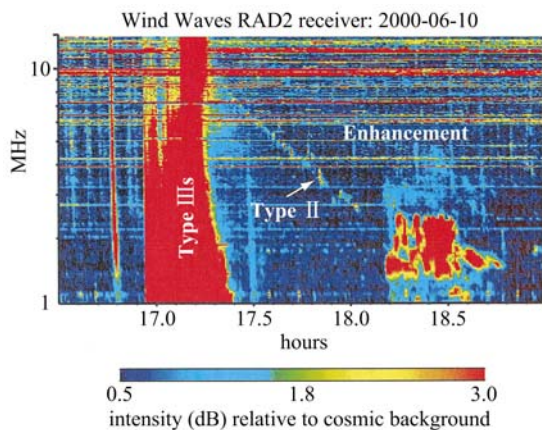 Wind Waves RAD2 receiver: 2000-06-10
10
MHz
1
Enhancement
Type II
Type IIIs
17.0 17.5 18.0 18.5
hours
0.5 1.8 3.0
intensity (dB) relative to cosmic background